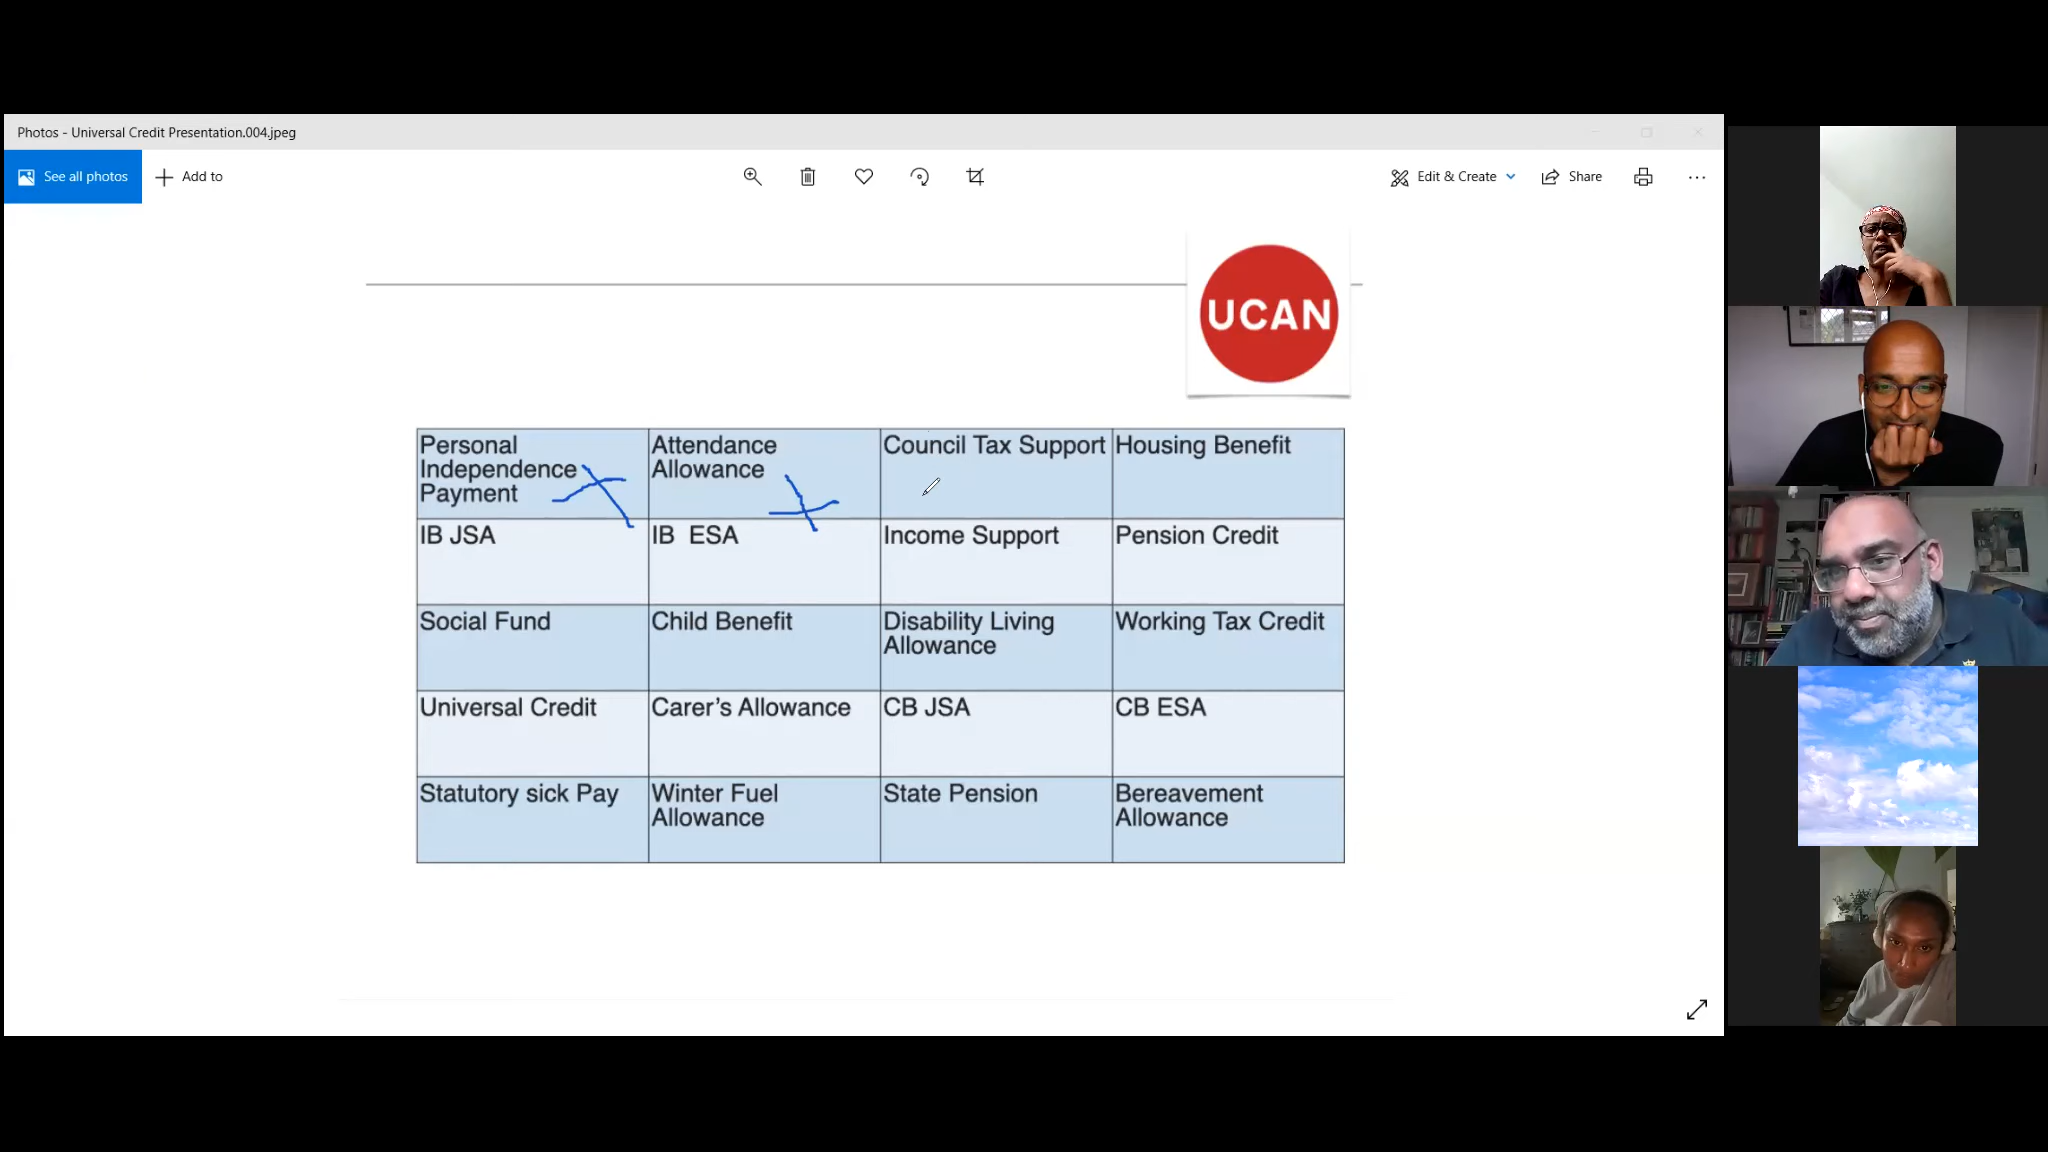 Photos - Universal Credit Presentation.004.jpeg
See all photos
Add to
Edit & Create
Share
UCAN
Personal
Independence
Payment
Attendance
Allowance
Council Tax Support
Housing Benefit
IB JSA
IB ESA
Income Support
Pension Credit
Social Fund
Child Benefit
Disability Living
Allowance
Working Tax Credit
Universal Credit
Carer's Allowance
CB JSA
CB ESA
Statutory sick Pay
Winter Fuel
Allowance
State Pension
Bereavement
Allowance